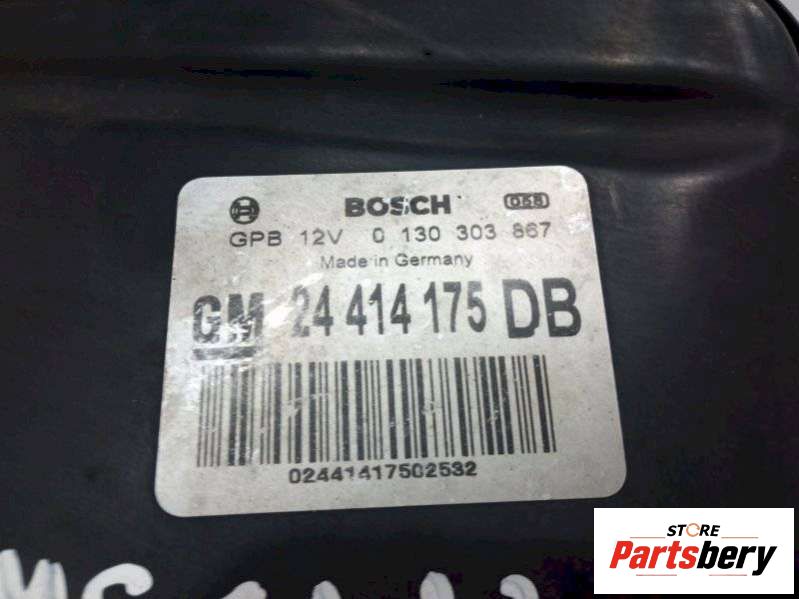 BOSCH 058
GPB 12V 0 130 303 867
Made in Germany
GM 24 414 175 DB
02441417502532
STORE
Partsbery